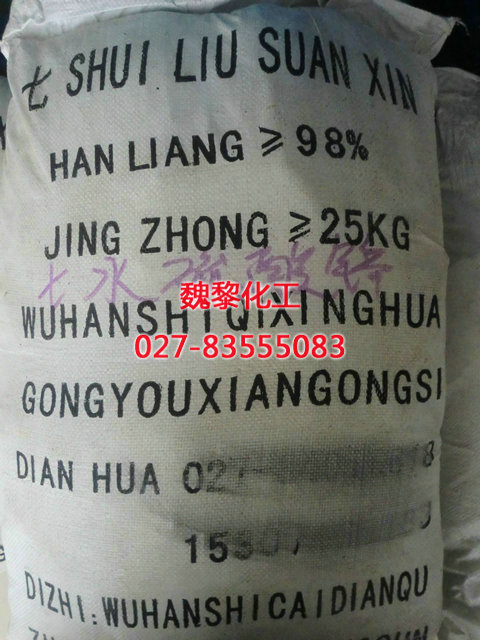 七 SHUI LIU SUAN XIN
HAN LIANG ≥98%
JING ZHONG ≥25KG
七水硫酸锌
魏黎化工
WUHANSHIQIXINGHUA
027-83555083
GONGYOUXIANGONGSI
DIAN HUA 027
DIZHI:WUHANSHICAIDIANQU